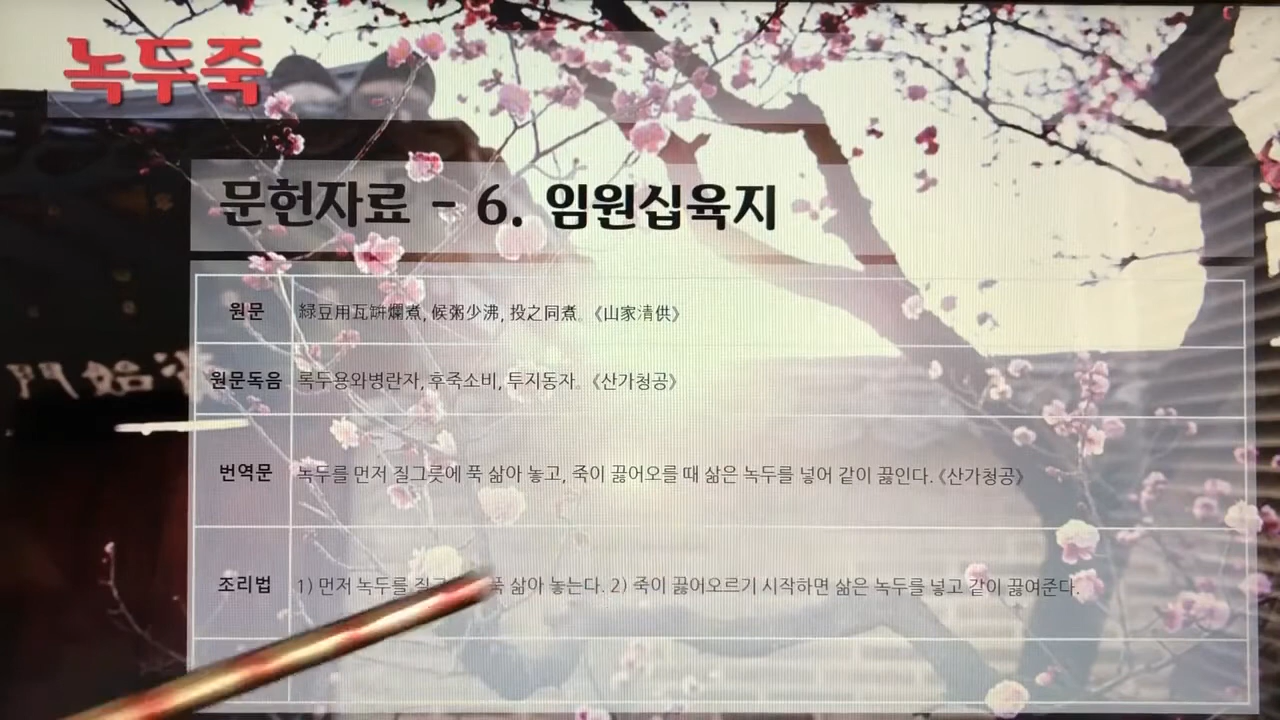 녹두죽
문헌자료 - 6. 임원십육지
원문 綠豆用瓦缾爛煮, 候粥少沸, 投之同煮. 《山家清供》
원문독음 록두용와병란자, 후죽소비, 투지동자. 《산가청공》
번역문 녹두를 먼저 질그릇에 푹 삶아 놓고, 죽이 끓어오를 때 삶은 녹두를 넣어 같이 끓인다. 《산가청공》
조리법 1) 먼저 녹두를 푹 삶아 놓는다. 2) 죽이 끓어오르기 시작하면 삶은 녹두를 넣고 같이 끓여준다.
門始